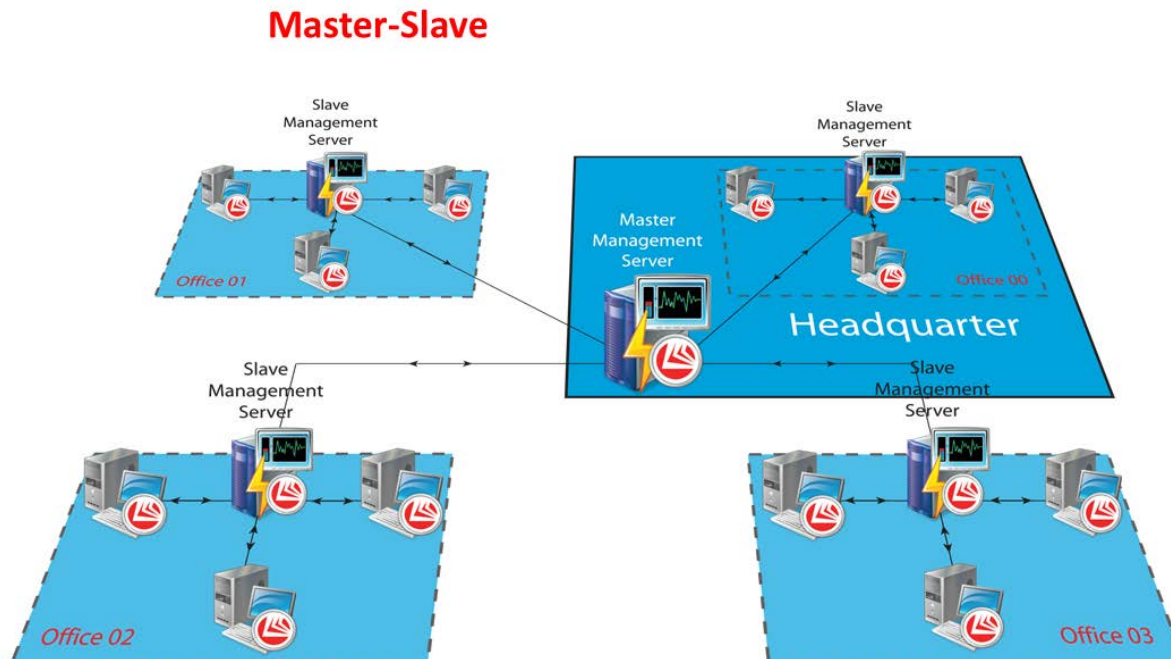 Master-Slave
Slave
Management
Server
Slave
Management
Server
Master
Management
Server
Office 01
Office 00
Headquarter
Slave
Management
Server
Slave
Management
Server
Office 02
Office 03